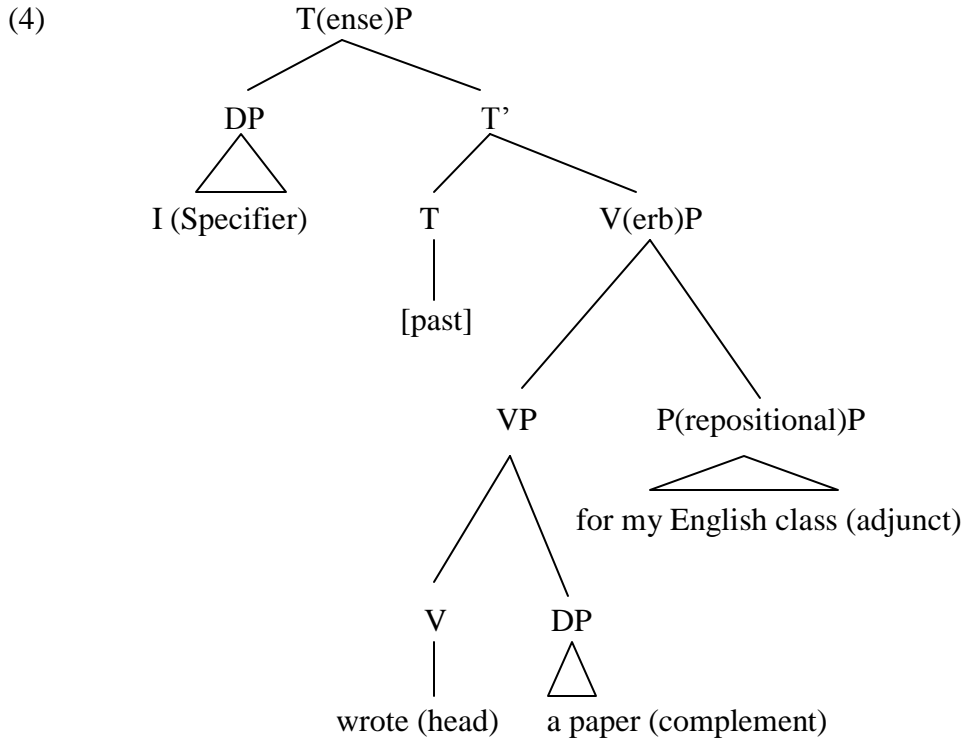 (4) T(ense)P
DP T’
I (Specifier) T V(erb)P
[past]
VP P(repositional)P
for my English class (adjunct)
V DP
wrote (head) a paper (complement)